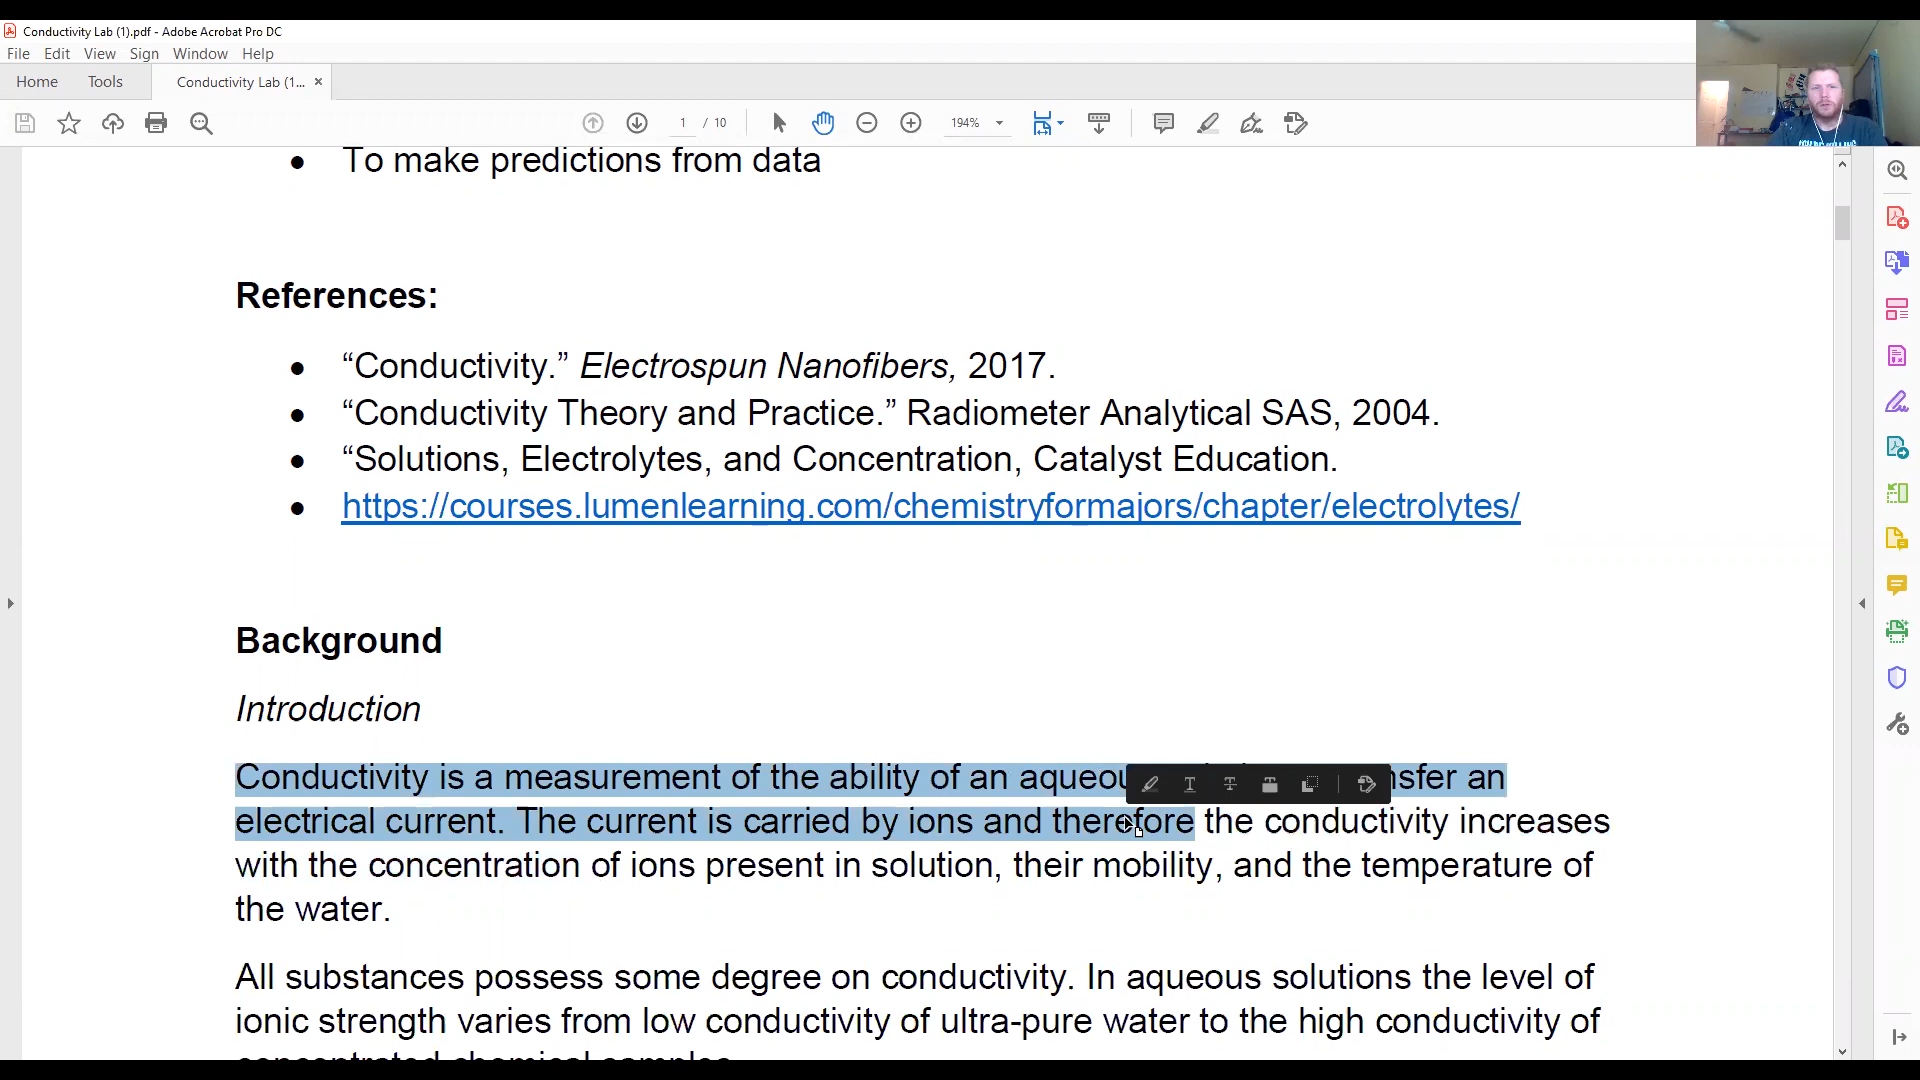 Conductivity Lab (1).pdf - Adobe Acrobat Pro DC
File Edit View Sign Window Help
Home Tools Conductivity Lab (1... ×
1 / 10 194%
• To make predictions from data
References:
• “Conductivity.” Electrospun Nanofibers, 2017.
• “Conductivity Theory and Practice.” Radiometer Analytical SAS, 2004.
• “Solutions, Electrolytes, and Concentration, Catalyst Education.
• https://courses.lumenlearning.com/chemistryformajors/chapter/electrolytes/
Background
Introduction
Conductivity is a measurement of the ability of an an
electrical current. The current is carried by ions and therefore the conductivity increases
with the concentration of ions present in solution, their mobility, and the temperature of
the water.
All substances possess some degree on conductivity. In aqueous solutions the level of
ionic strength varies from low conductivity of ultra-pure water to the high conductivity of
concentrated chemical samples.